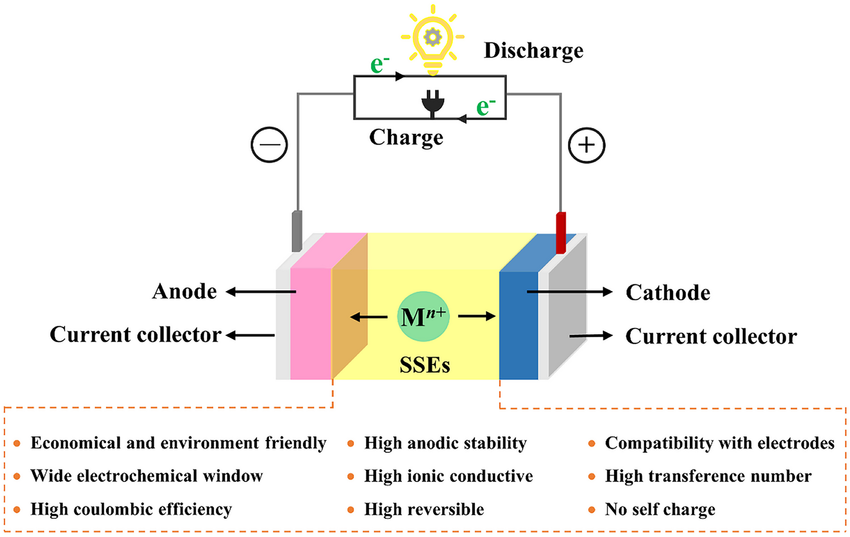 Discharge
e-
e-
Charge
—
+
Anode
Cathode
Mn+
Current collector
Current collector
SSEs
• Economical and environment friendly
• High anodic stability
• Compatibility with electrodes
• Wide electrochemical window
• High ionic conductive
• High transference number
• High coulombic efficiency
• High reversible
• No self charge